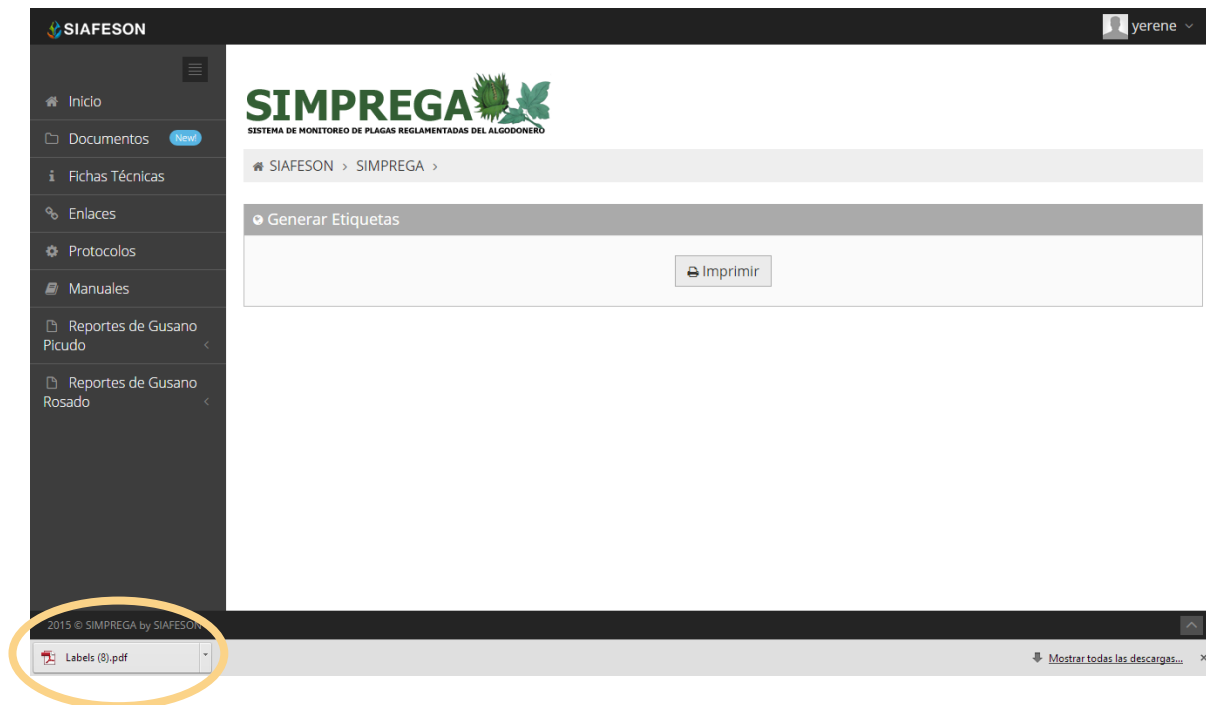 SIAFESON
yerene
Inicio
Documentos New!
Fichas Técnicas
Enlaces
Protocolos
Manuales
Reportes de Gusano
Picudo
Reportes de Gusano
Rosado
SIMPREGA
SISTEMA DE MONITOREO DE PLAGAS REGLAMENTADAS DEL ALGODONERO
SIAFESON > SIMPREGA >
Generar Etiquetas
Imprimir
2015 © SIMPREGA by SIAFESON
Labels (8).pdf
Mostrar todas las descargas...